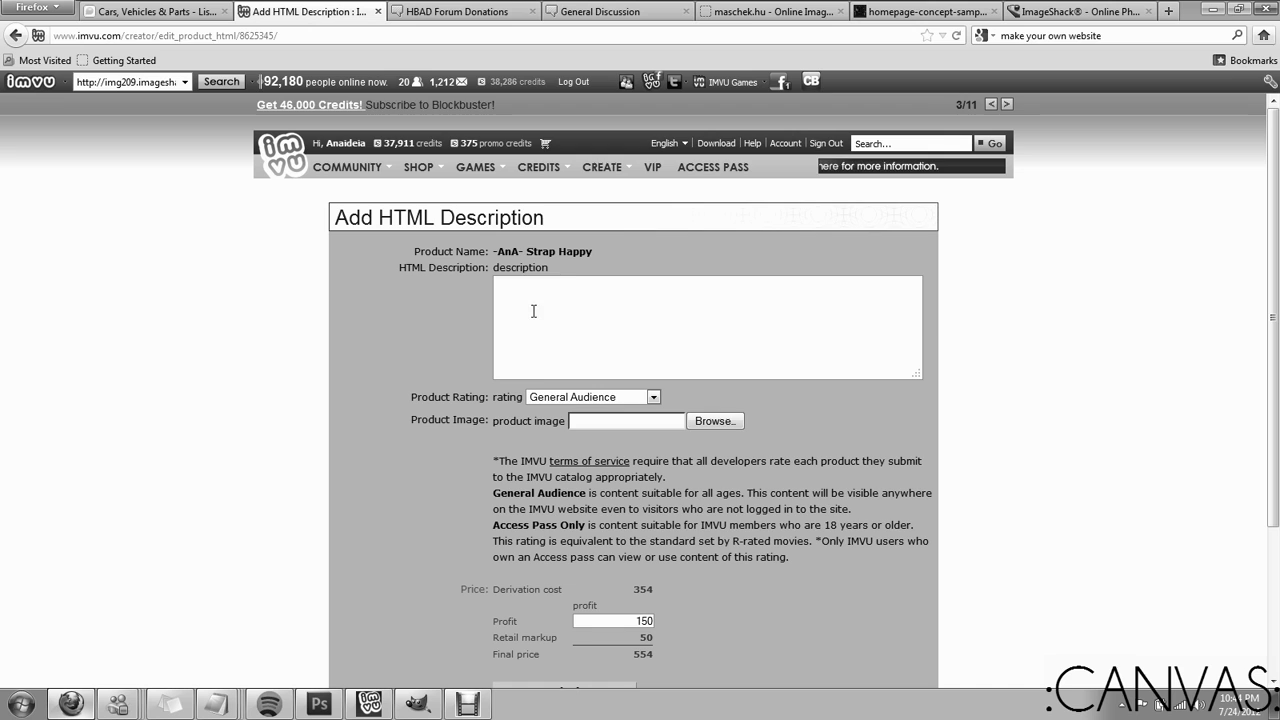 Firefox
Cars, Vehicles & Parts - Lis...
Add HTML Description : I...
HBAD Forum Donations
General Discussion
maschek.hu - Online Imag...
homepage-concept-samp...
ImageShack® - Online Ph...
www.imvu.com/creator/edit_product_html/8625345/
make your own website
Most Visited
Getting Started
Bookmarks
imvu
http://img209.imagesha
Search
92,180 people online now.
20
1,212
38,286 credits
Log Out
IMVU Games
CB
Get 46,000 Credits! Subscribe to Blockbuster!
3/11
imvu
Hi, Anaideia
37,911 credits
375 promo credits
English
Download
Help
Account
Sign Out
Search...
Go
COMMUNITY
SHOP
GAMES
CREDITS
CREATE
VIP
ACCESS PASS
here for more information.
Add HTML Description
Product Name: -AnA- Strap Happy
HTML Description: description
Product Rating: rating General Audience
Product Image: product image Browse..
*The IMVU terms of service require that all developers rate each product they submit
to the IMVU catalog appropriately.
General Audience is content suitable for all ages. This content will be visible anywhere
on the IMVU website even to visitors who are not logged in to the site.
Access Pass Only is content suitable for IMVU members who are 18 years or older.
This rating is equivalent to the standard set by R-rated movies. *Only IMVU users who
own an Access pass can view or use content of this rating.
Price: Derivation cost 354
profit
Profit 150
Retail markup 50
Final price 554
Ps
imvu
:CANVAS:
7/24/2012